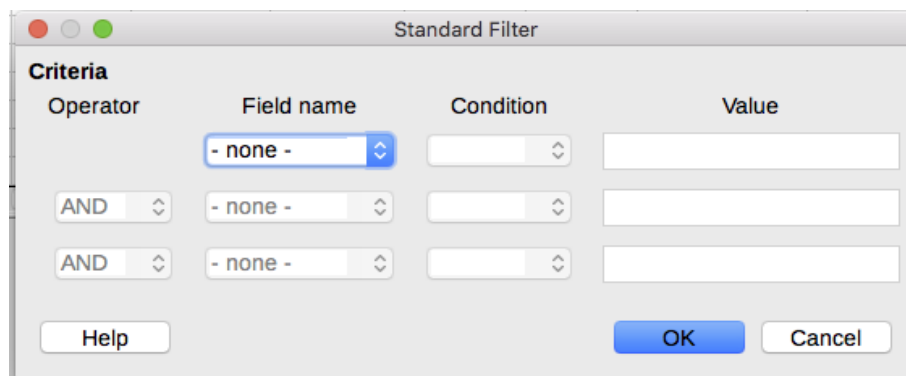 Standard Filter
Criteria
Operator Field name Condition Value
- none -
AND - none -
AND - none -
Help OK Cancel